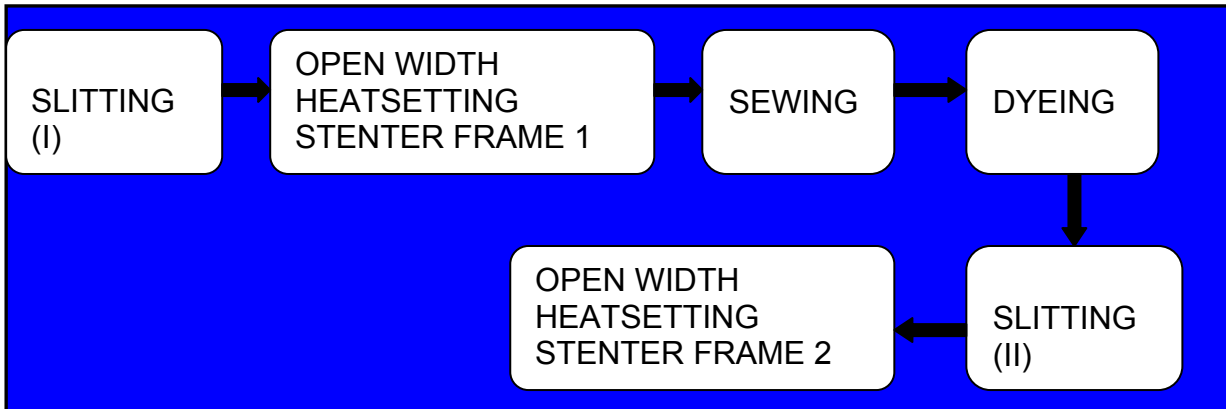 SLITTING
(I)
OPEN WIDTH
HEATSETTING
STENTER FRAME 1
SEWING
DYEING
SLITTING
(II)
OPEN WIDTH
HEATSETTING
STENTER FRAME 2